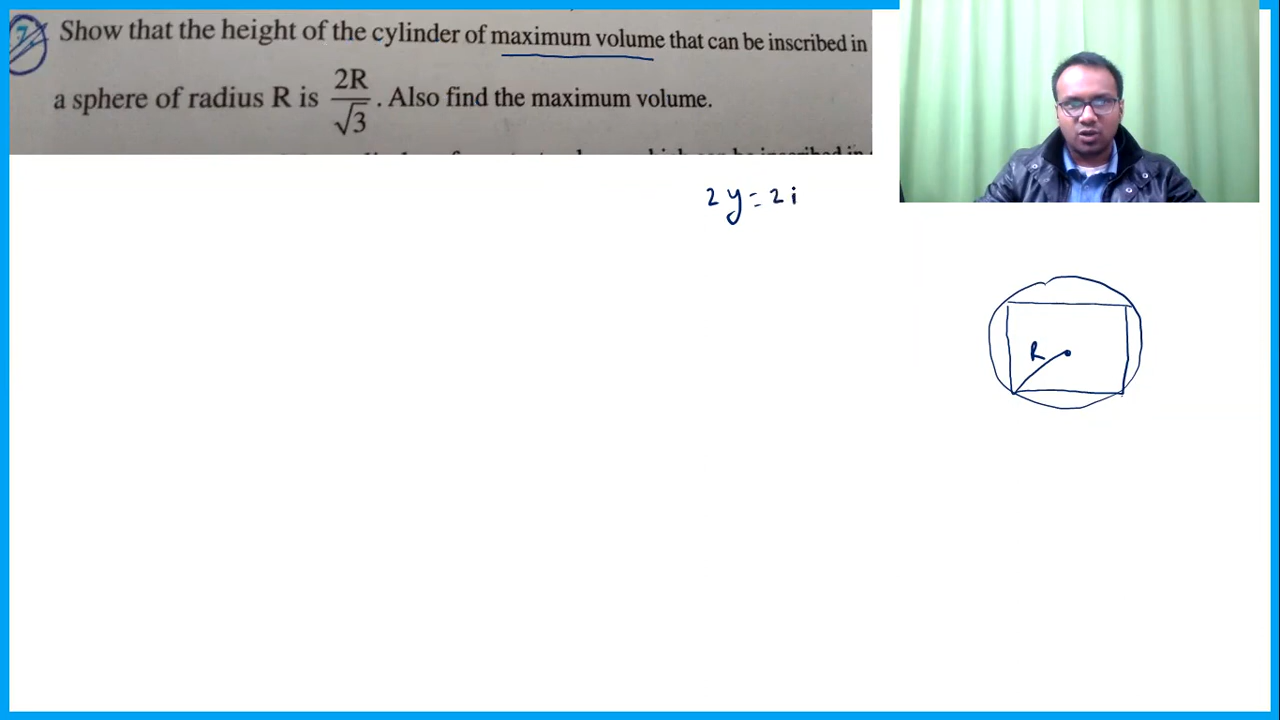 7. Show that the height of the cylinder of maximum volume that can be inscribed in
a sphere of radius R is 2R/√3 . Also find the maximum volume.
2y = 2i
R